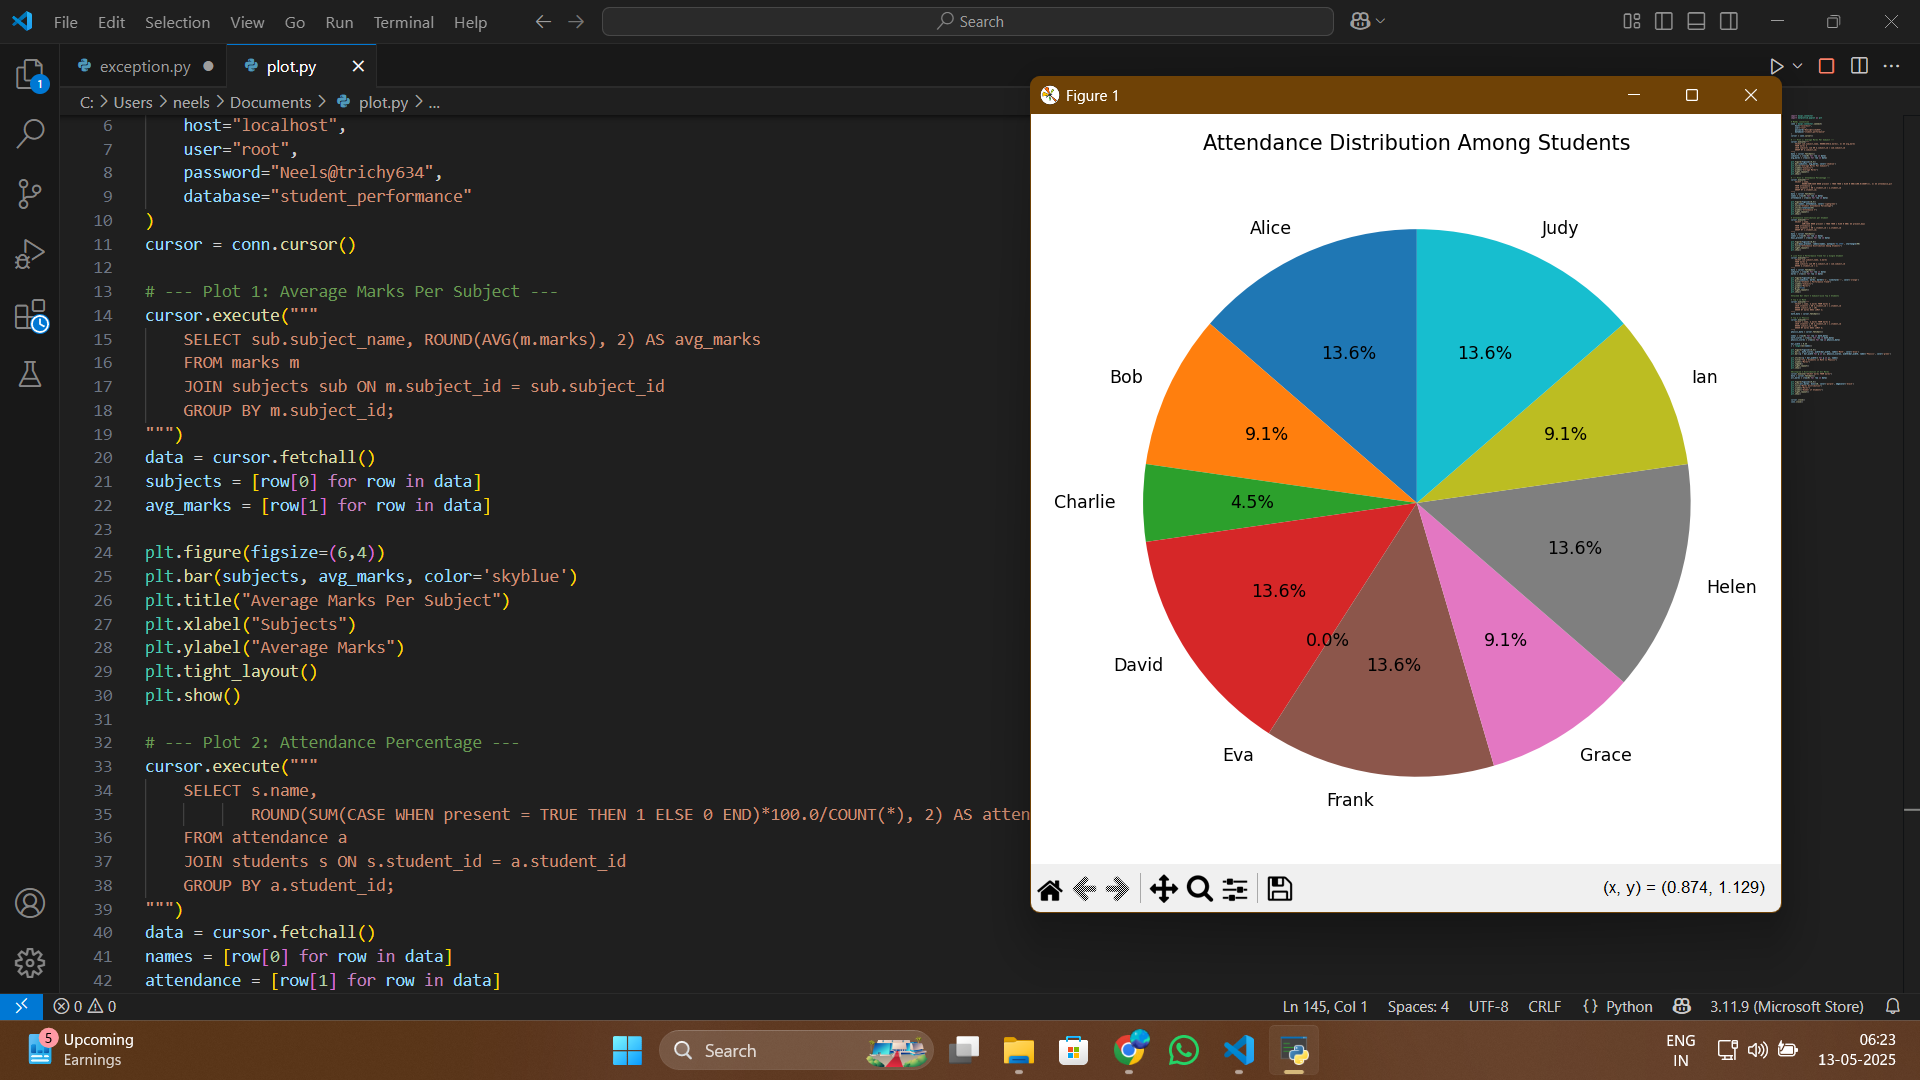 File Edit Selection View Go Run Terminal Help
Search
exception.py
plot.py
C: > Users > neels > Documents > plot.py > ...
6 host="localhost",
7 user="root",
8 password="Neels@trichy634",
9 database="student_performance"
10 )
11 cursor = conn.cursor()
12
13 # --- Plot 1: Average Marks Per Subject ---
14 cursor.execute("""
15 SELECT sub.subject_name, ROUND(AVG(m.marks), 2) AS avg_marks
16 FROM marks m
17 JOIN subjects sub ON m.subject_id = sub.subject_id
18 GROUP BY m.subject_id;
19 """)
20 data = cursor.fetchall()
21 subjects = [row[0] for row in data]
22 avg_marks = [row[1] for row in data]
23
24 plt.figure(figsize=(6,4))
25 plt.bar(subjects, avg_marks, color='skyblue')
26 plt.title("Average Marks Per Subject")
27 plt.xlabel("Subjects")
28 plt.ylabel("Average Marks")
29 plt.tight_layout()
30 plt.show()
31
32 # --- Plot 2: Attendance Percentage ---
33 cursor.execute("""
34 SELECT s.name,
35 ROUND(SUM(CASE WHEN present = TRUE THEN 1 ELSE 0 END)*100.0/COUNT(*), 2) AS atten
36 FROM attendance a
37 JOIN students s ON s.student_id = a.student_id
38 GROUP BY a.student_id;
39 """)
40 data = cursor.fetchall()
41 names = [row[0] for row in data]
42 attendance = [row[1] for row in data]
Figure 1
Attendance Distribution Among Students
Alice
Judy
13.6%
13.6%
Bob
Ian
9.1%
9.1%
Charlie
4.5%
13.6%
Helen
13.6%
0.0%
9.1%
David
13.6%
Eva
Grace
Frank
(x, y) = (0.874, 1.129)
1
0 0
Ln 145, Col 1 Spaces: 4 UTF-8 CRLF {} Python 3.11.9 (Microsoft Store)
5
Upcoming
Earnings
Search
ENG
IN
06:23
13-05-2025